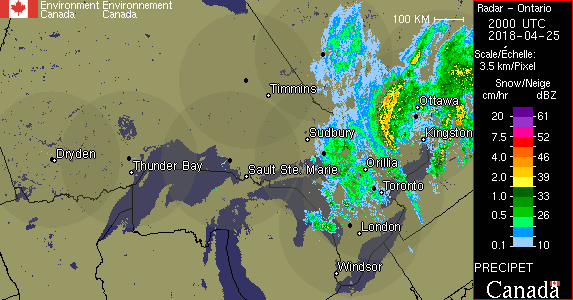 Environment Environnement
Canada Canada
100 KM
Radar - Ontario
2000 UTC
2018-04-25
Scale/Échelle:
3.5 km/Pixel
Snow/Neige
cm/hr dBZ
20 61
7.5 52
4.0 46
2.0 39
1.0 33
0.5 26
0.1 10
PRECIPET
Canada
Timmins
Ottawa
Sudbury
Kingston
Dryden
Thunder Bay
Sault Ste. Marie
Orillia
Toronto
London
Windsor